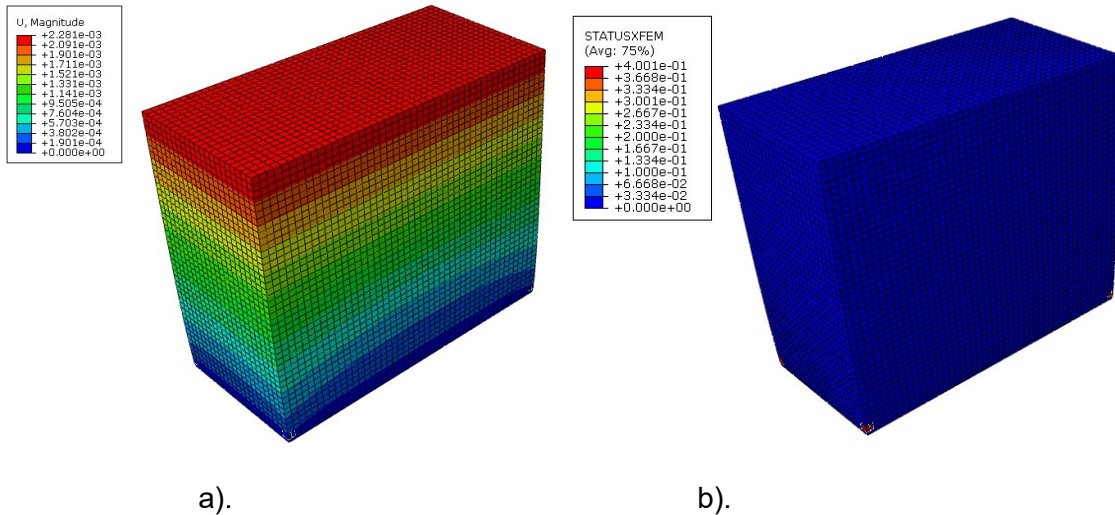 U, Magnitude
+2.281e-03
+2.091e-03
+1.901e-03
+1.711e-03
+1.521e-03
+1.331e-03
+1.141e-03
+9.505e-04
+7.604e-04
+5.703e-04
+3.802e-04
+1.901e-04
+0.000e+00
STATUSXFEM
(Avg: 75%)
+4.001e-01
+3.668e-01
+3.334e-01
+3.001e-01
+2.667e-01
+2.334e-01
+2.000e-01
+1.667e-01
+1.334e-01
+1.000e-01
+6.668e-02
+3.334e-02
+0.000e+00
a).
b).